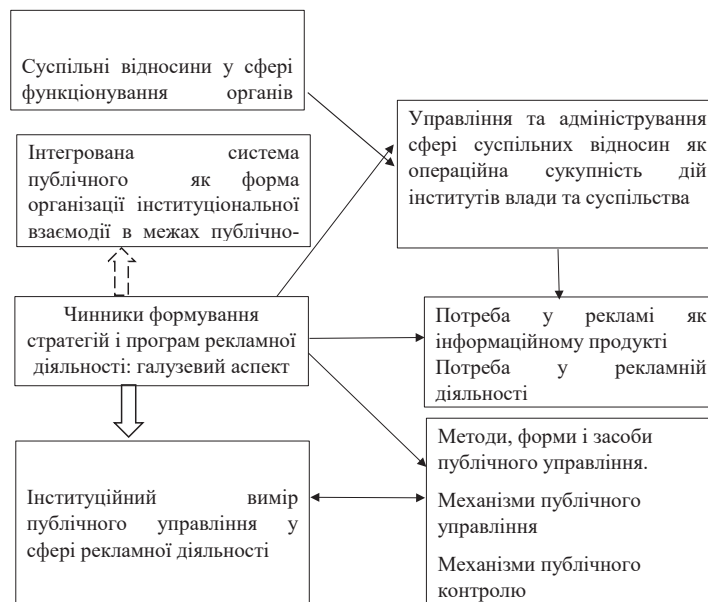 Суспільні відносини у сфері
функціонування органів
Управління та адміністрування
сфері суспільних відносин як
операційна сукупність дій
інститутів влади та суспільства
Інтегрована система
публічного як форма
організації інституціональної
взаємодії в межах публічно-
Чинники формування
стратегій і програм рекламної
діяльності: галузевий аспект
Потреба у рекламі як
інформаційному продукті
Потреба у рекламній
діяльності
Інституційний вимір
публічного управління у
сфері рекламної діяльності
Методи, форми і засоби
публічного управління.
Механізми публічного
управління
Механізми публічного
контролю